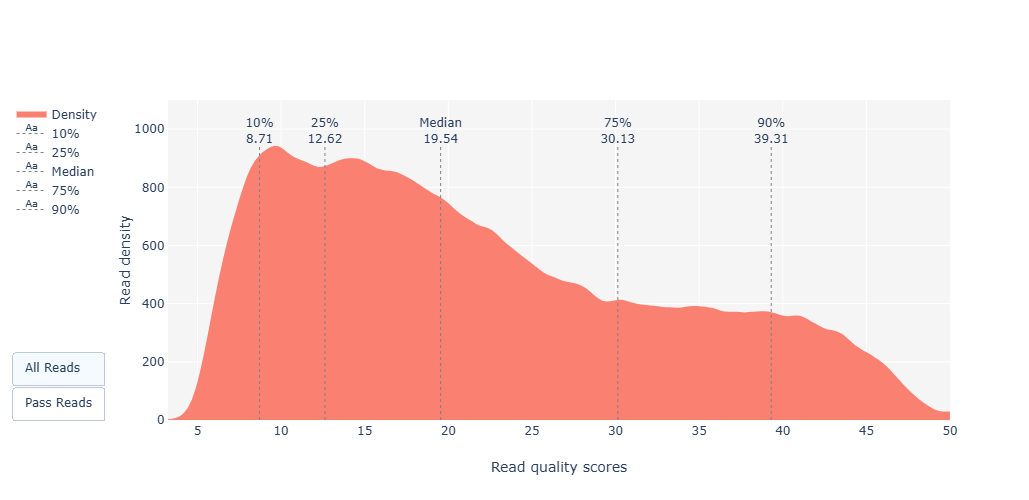 Density
Aa
10%
Aa
25%
Aa
Median
Aa
75%
Aa
90%
All Reads
Pass Reads
Read density
1000
800
600
400
200
0
10%
8.71
25%
12.62
Median
19.54
75%
30.13
90%
39.31
5 10 15 20 25 30 35 40 45 50
Read quality scores